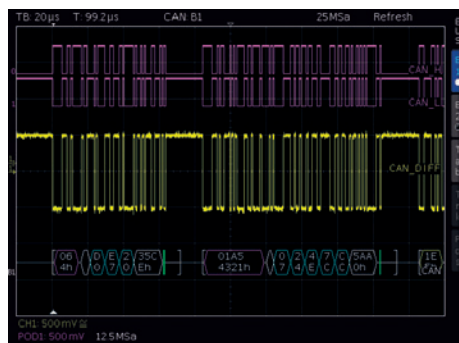 TB: 20µs T: 99.2µs CAN: B1 25MSa Refresh
CAN_H
CAN_L
CAN_DIFF
06 D E 2 35C 01A5 0 2 4 7 C 5AA 1E
4h 0 7 0 Eh 4321h 7 4 E C C 0h
B1 CAN
CH1: 500mV
POD1: 500mV 12.5MSa